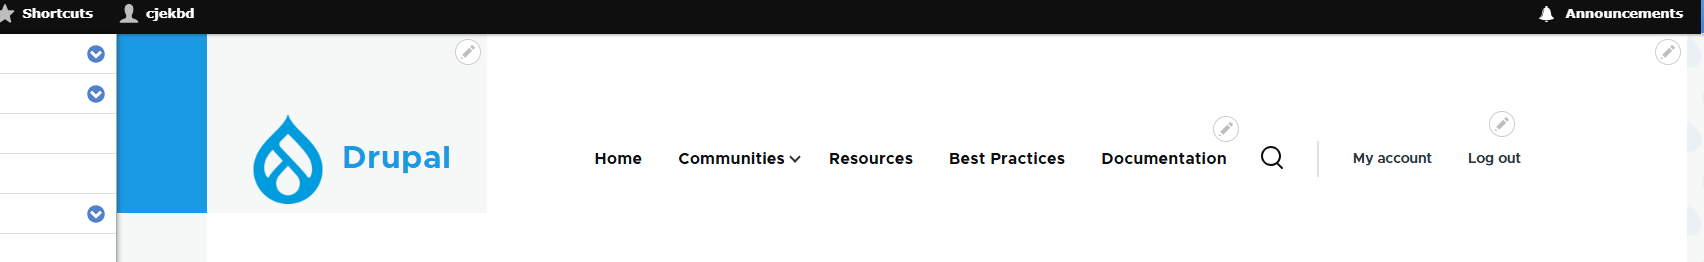 Shortcuts cjekbd Announcements
Drupal
Home Communities Resources Best Practices Documentation My account Log out